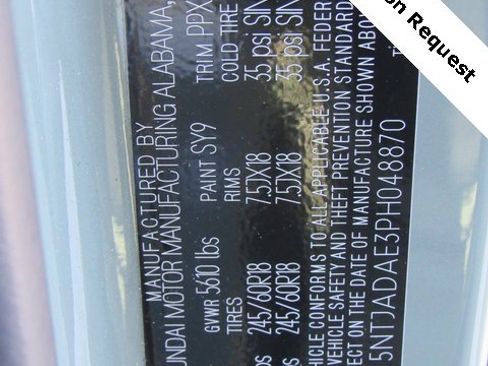 on Request
MANUFACTURED BY
UNDAI MOTOR MANUFACTURING ALABAMA,
GVWR 5610 lbs PAINT SY9 TRIM PPX
TIRES RIMS COLD TIRE
245/60R18 7.5JX18 35 psi SIN
245/60R18 7.5JX18 35 psi SIN
HICLE CONFORMS TO ALL APPLICABLE U.S.A. FEDER
VEHICLE SAFETY AND THEFT PREVENTION STANDARD
ECT ON THE DATE OF MANUFACTURE SHOWN ABO
5NTJADAE3PH048870